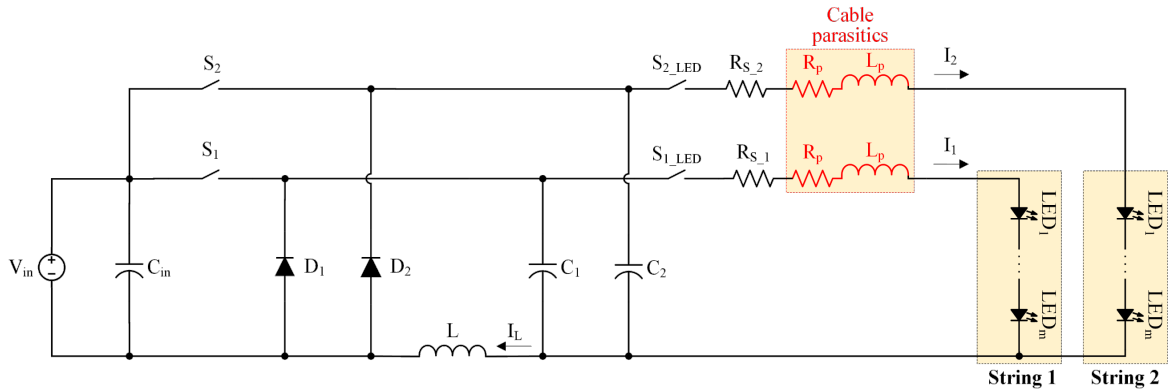 Cable
parasitics
S2 S2_LED RS_2 Rp Lp I2
S1 S1_LED RS_1 Rp Lp I1
LED1 LED1
Vin Cin D1 D2 C1 C2
LEDm LEDm
L IL
String 1 String 2